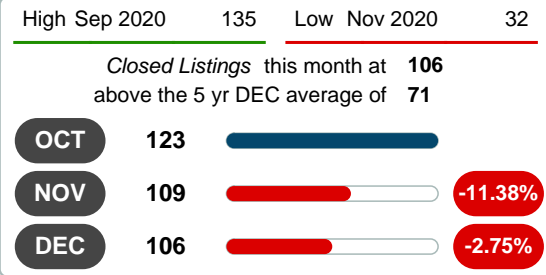 High Sep 2020 135 Low Nov 2020 32
Closed Listings this month at 106
above the 5 yr DEC average of 71
OCT 123
NOV 109 -11.38%
DEC 106 -2.75%